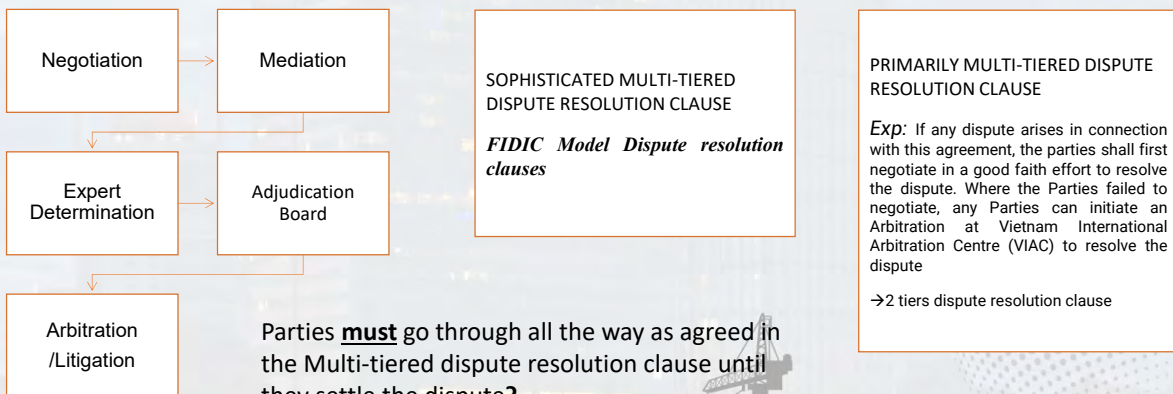 Negotiation
Mediation
Expert
Determination
Adjudication
Board
Arbitration
/Litigation
SOPHISTICATED MULTI-TIERED
DISPUTE RESOLUTION CLAUSE
FIDIC Model Dispute resolution
clauses
PRIMARILY MULTI-TIERED DISPUTE
RESOLUTION CLAUSE
Exp: If any dispute arises in connection
with this agreement, the parties shall first
negotiate in a good faith effort to resolve
the dispute. Where the Parties failed to
negotiate, any Parties can initiate an
Arbitration at Vietnam International
Arbitration Centre (VIAC) to resolve the
dispute
→2 tiers dispute resolution clause
Parties must go through all the way as agreed in
the Multi-tiered dispute resolution clause until
they settle the dispute?